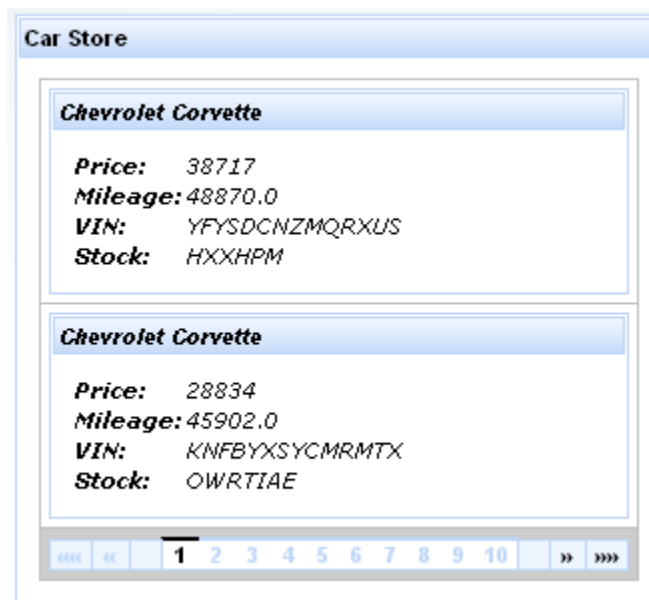 Car Store
Chevrolet Corvette
Price: 38717
Mileage: 48870.0
VIN: YFYSDCNZMQRXUS
Stock: HXXHPM
Chevrolet Corvette
Price: 28834
Mileage: 45902.0
VIN: KNFBYXSYCMRMTX
Stock: OWRTIAE
«« « 1 2 3 4 5 6 7 8 9 10 » »»